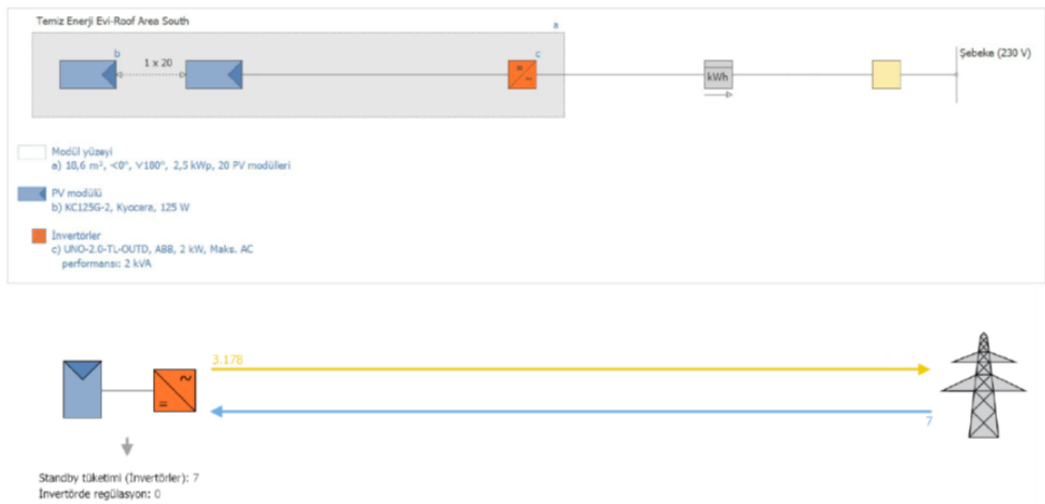 Temiz Enerji Evi-Roof Area South
a
b
1 x 20
c
kWh
Şebeke (230 V)
Modül yüzeyi
a) 18,6 m², <0°, ∨180°, 2,5 kWp, 20 PV modülleri
PV modülü
b) KC125G-2, Kyocera, 125 W
İnvertörler
c) UNO-2.0-TL-OUTD, ABB, 2 kW, Maks. AC
performansı: 2 kVA
3.178
7
Standby tüketimi (İnvertörler): 7
İnvertörde regülasyon: 0